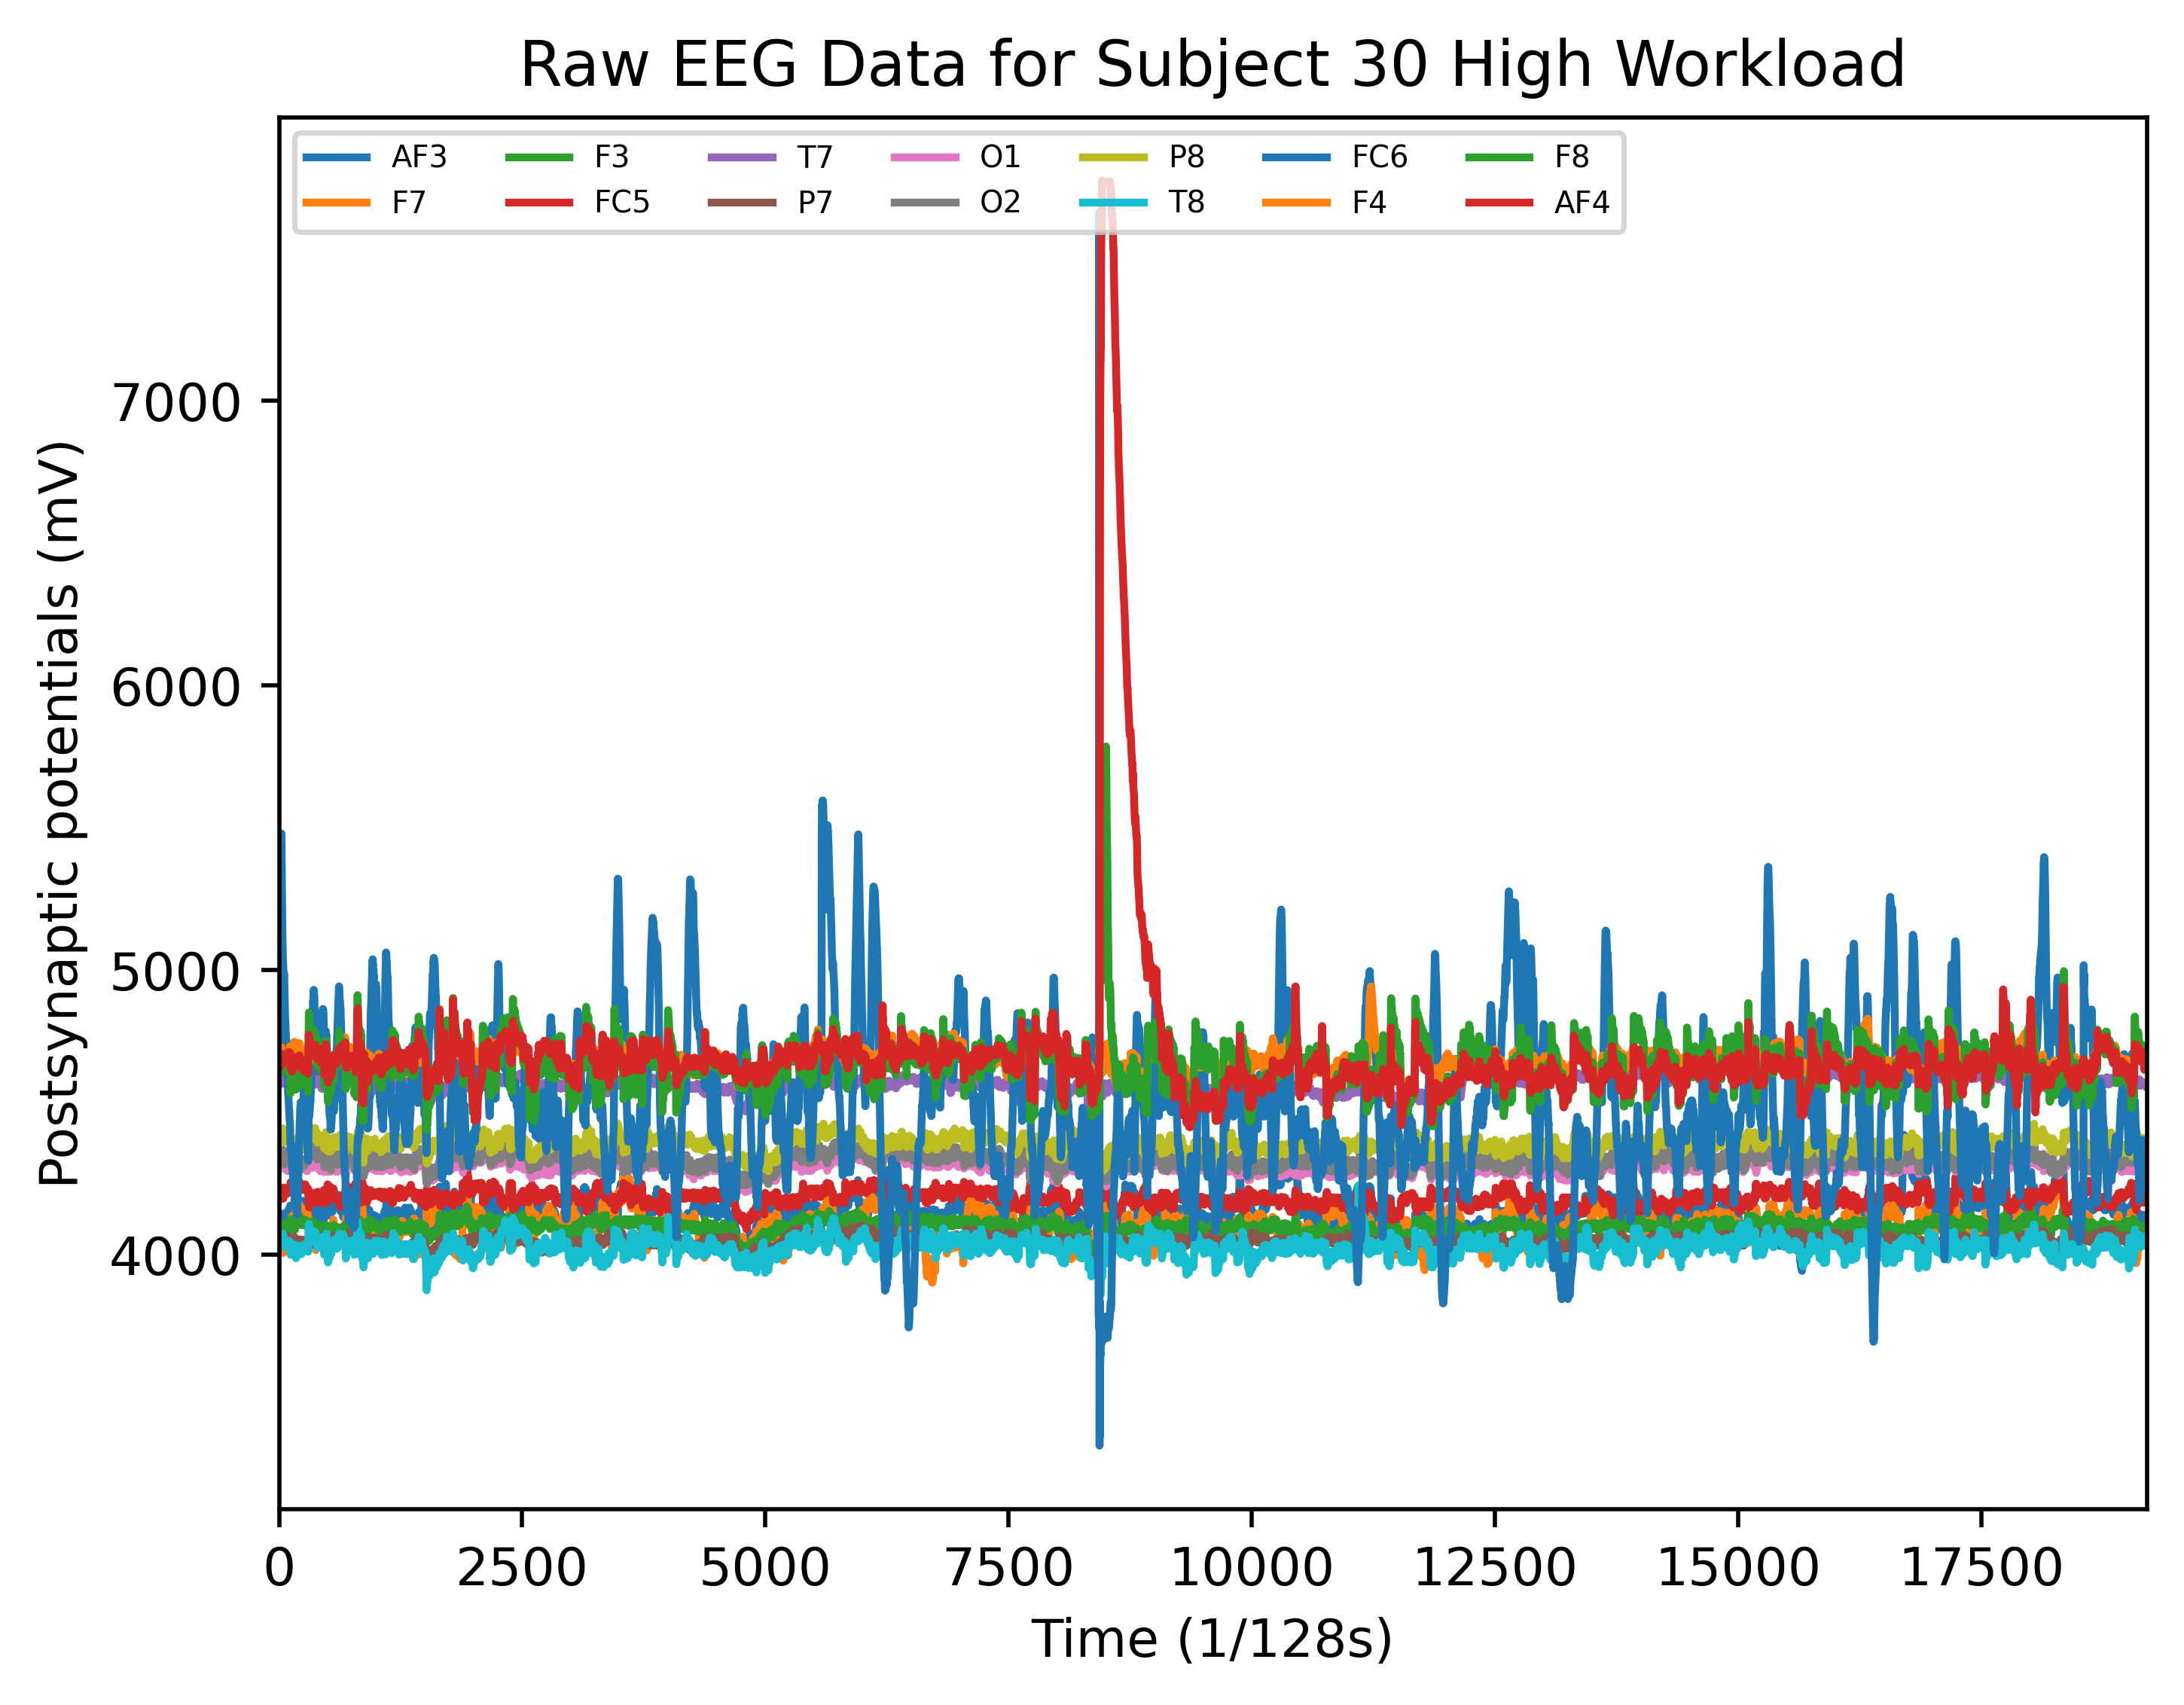 Raw EEG Data for Subject 30 High Workload
AF3 F3 T7 O1 P8 FC6 F8
F7 FC5 P7 O2 T8 F4 AF4
7000
6000
5000
4000
Postsynaptic potentials (mV)
0 2500 5000 7500 10000 12500 15000 17500
Time (1/128s)